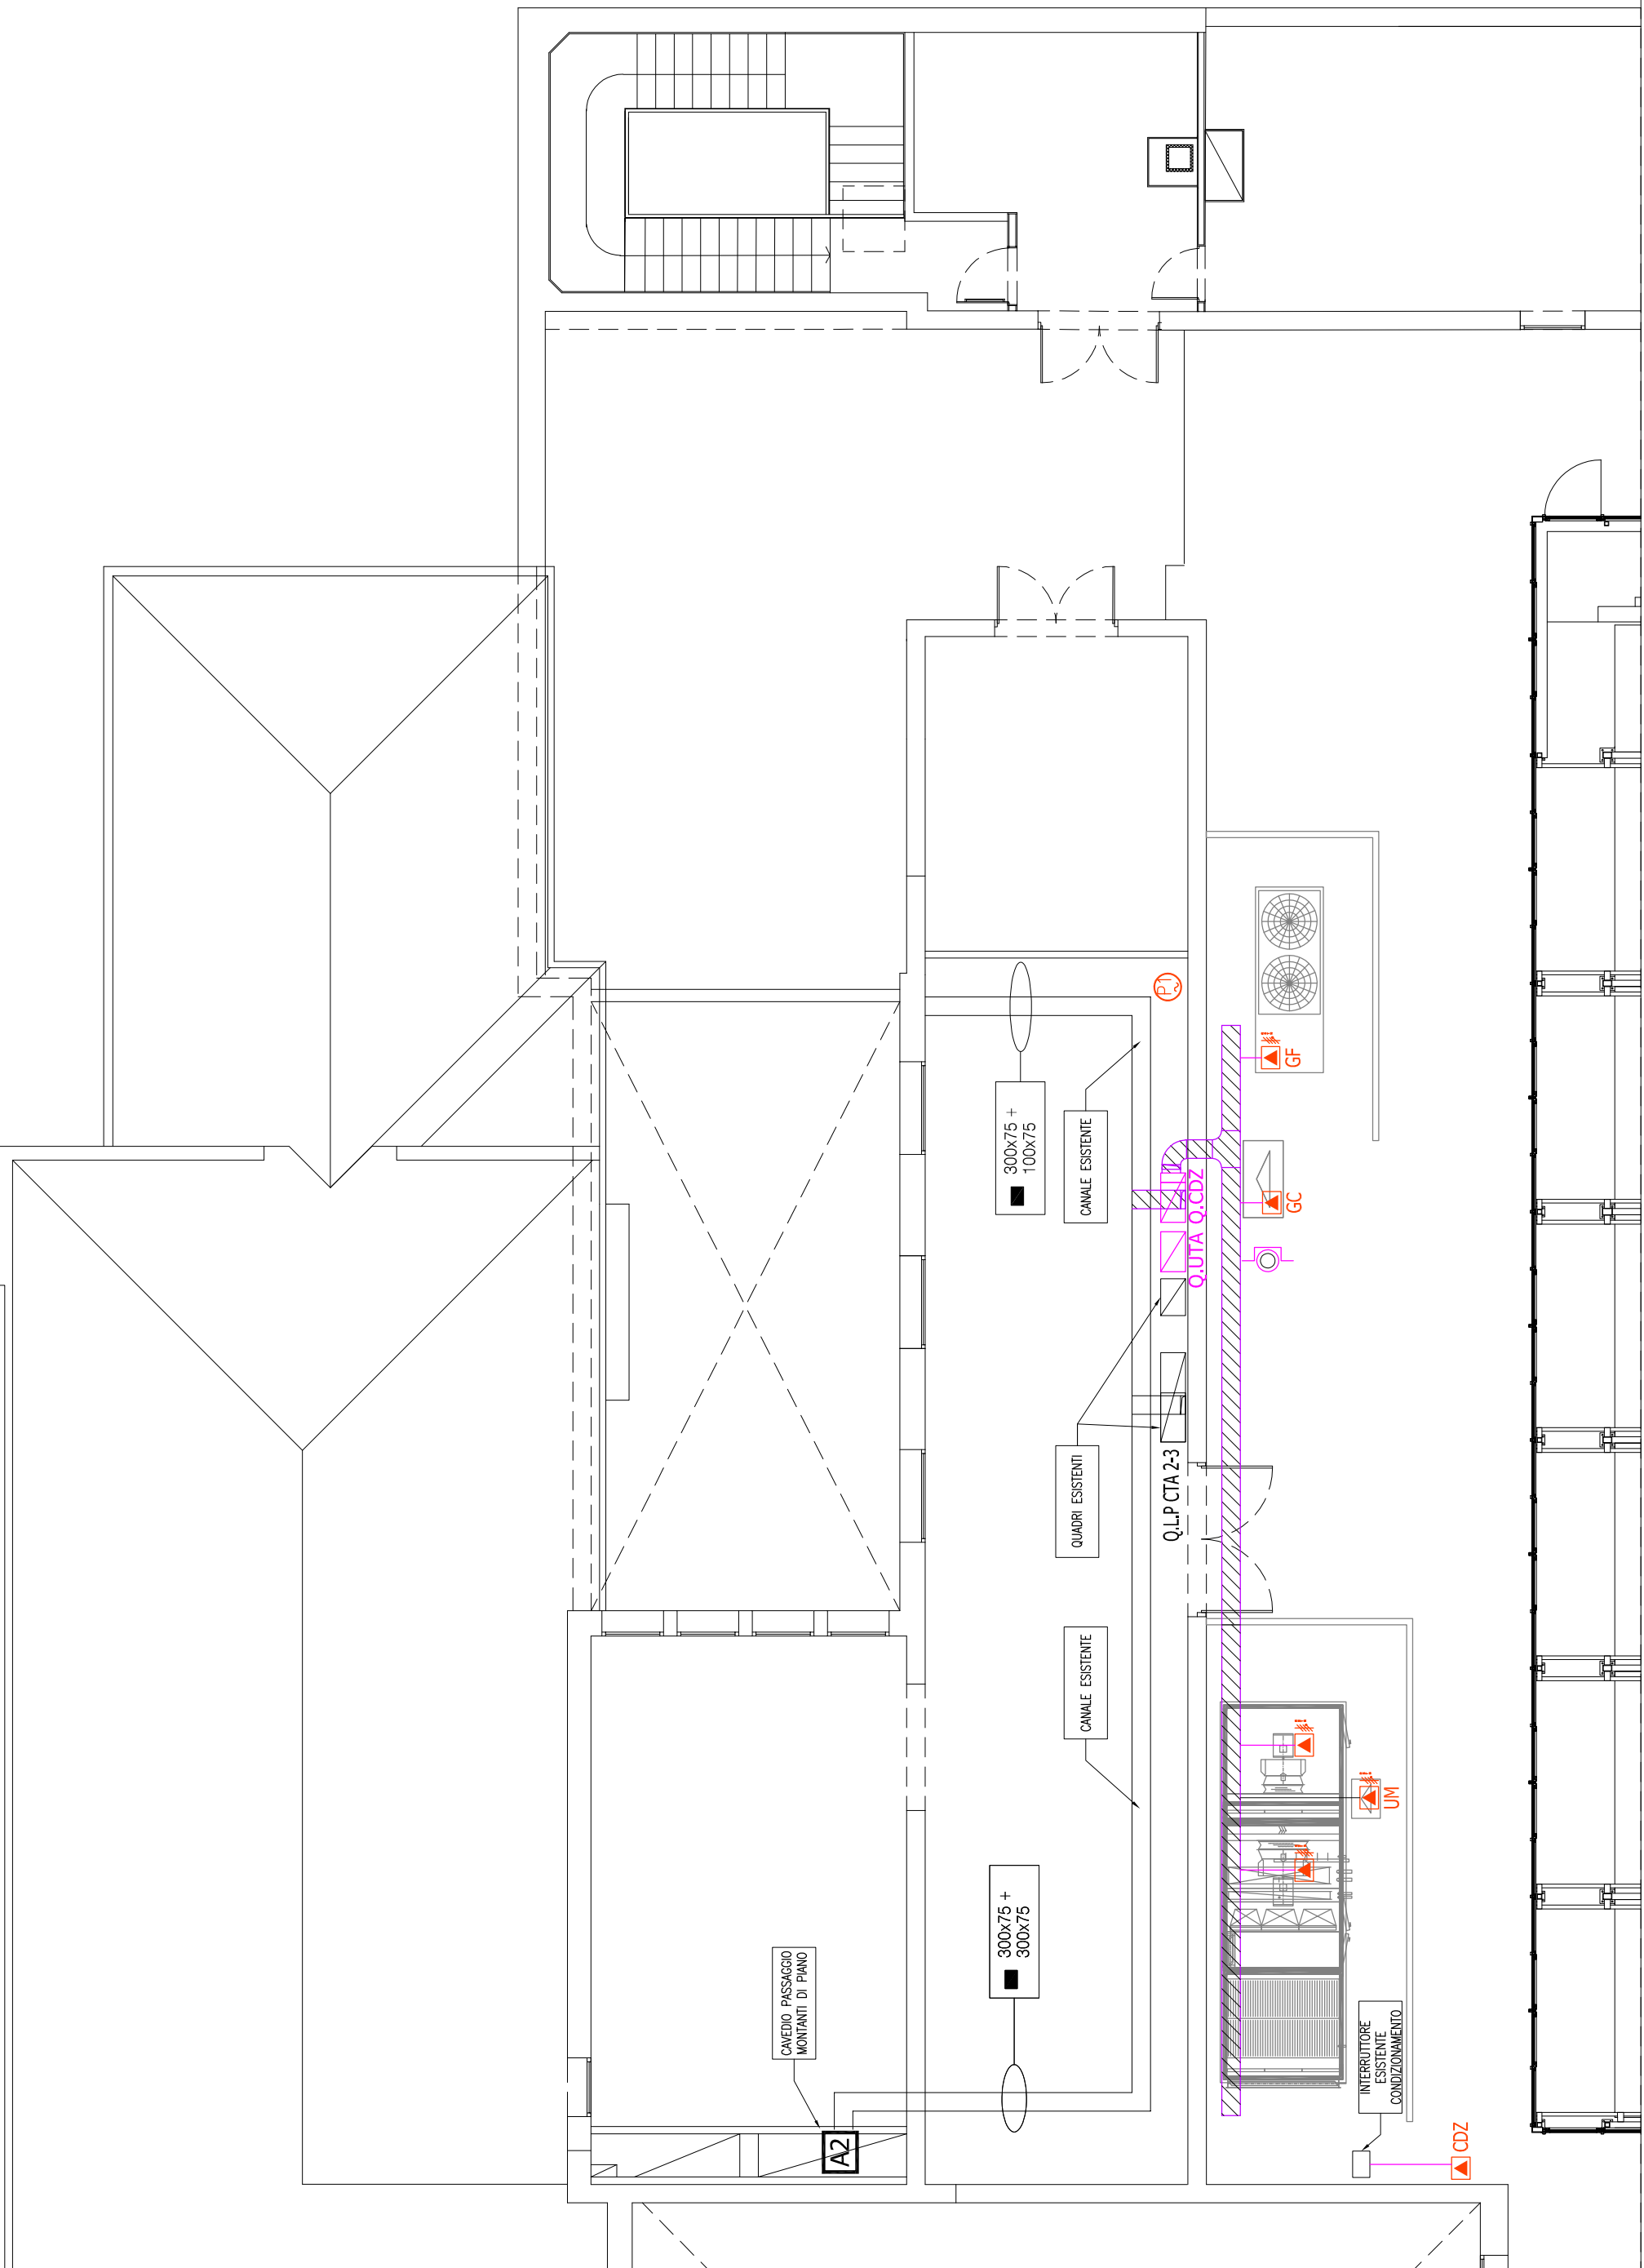 P.1
300x75 +
100x75
CANALE ESISTENTE
GF
Q.CDZ
Q.UTA
GC
QUADRI ESISTENTI
Q.L.P CTA 2-3
CANALE ESISTENTE
UM
300x75 +
300x75
CAVEDIO PASSAGGIO
MONTANTI DI PIANO
INTERRUTTORE
ESISTENTE
CONDIZIONAMENTO
A2
CDZ